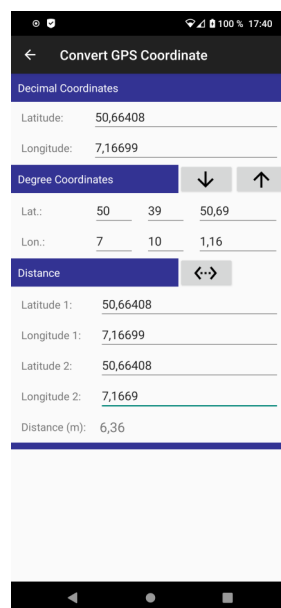 100 % 17:40
Convert GPS Coordinate
Decimal Coordinates
Latitude: 50,66408
Longitude: 7,16699
Degree Coordinates
Lat.: 50 39 50,69
Lon.: 7 10 1,16
Distance
Latitude 1: 50,66408
Longitude 1: 7,16699
Latitude 2: 50,66408
Longitude 2: 7,1669
Distance (m): 6,36